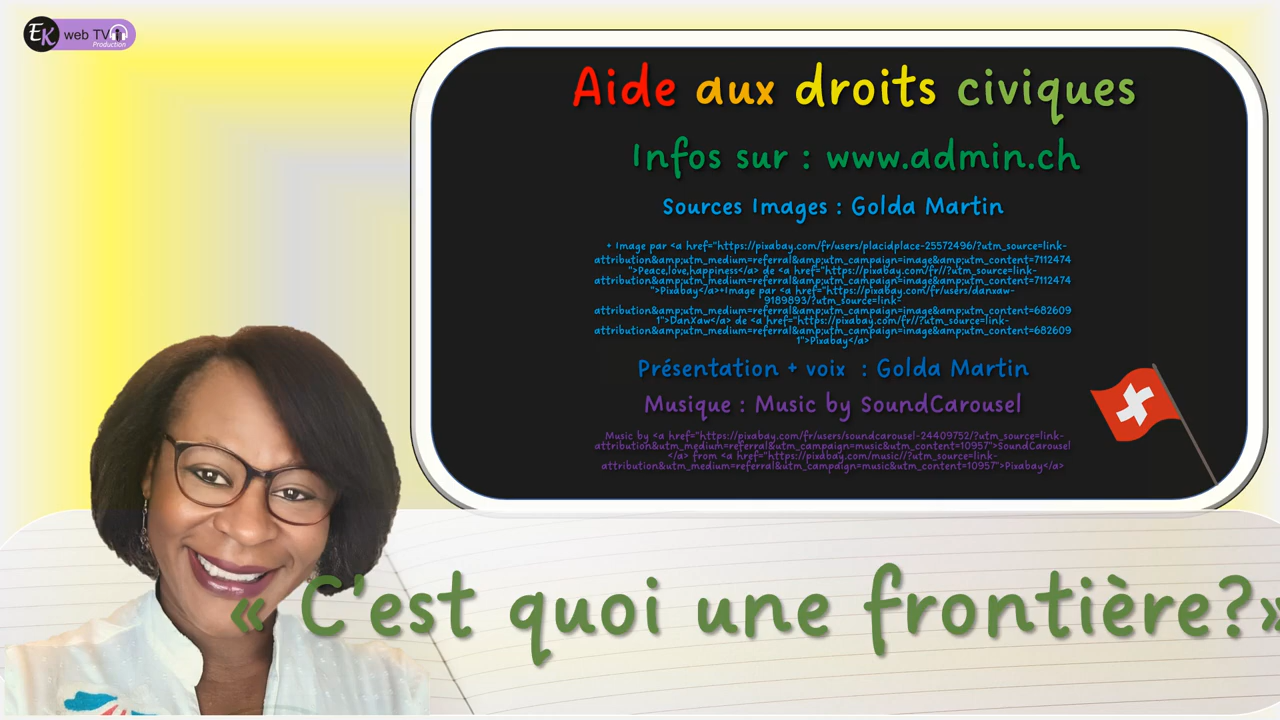 EK web TV
Production
Aide aux droits civiques
Infos sur : www.admin.ch
Sources Images : Golda Martin
+ Image par <a href="https://pixabay.com/fr/users/placidplace-25572496/?utm_source=link-
attribution&amp;utm_medium=referral&amp;utm_campaign=image&amp;utm_content=7112474
">Peace,love,happiness</a> de <a href="https://pixabay.com/fr//?utm_source=link-
attribution&amp;utm_medium=referral&amp;utm_campaign=image&amp;utm_content=7112474
">Pixabay</a>+Image par <a href="https://pixabay.com/fr/users/danxaw-
9189893/?utm_source=link-
attribution&amp;utm_medium=referral&amp;utm_campaign=image&amp;utm_content=682609
1">DanXaw</a> de <a href="https://pixabay.com/fr//?utm_source=link-
attribution&amp;utm_medium=referral&amp;utm_campaign=image&amp;utm_content=682609
1">Pixabay</a>
Présentation + voix : Golda Martin
Musique : Music by SoundCarousel
Music by <a href="https://pixabay.com/fr/users/soundcarousel-24409752/?utm_source=link-
attribution&utm_medium=referral&utm_campaign=music&utm_content=10957">SoundCarousel
</a> from <a href="https://pixabay.com/music//?utm_source=link-
attribution&utm_medium=referral&utm_campaign=music&utm_content=10957">Pixabay</a>
« C'est quoi une frontière?»